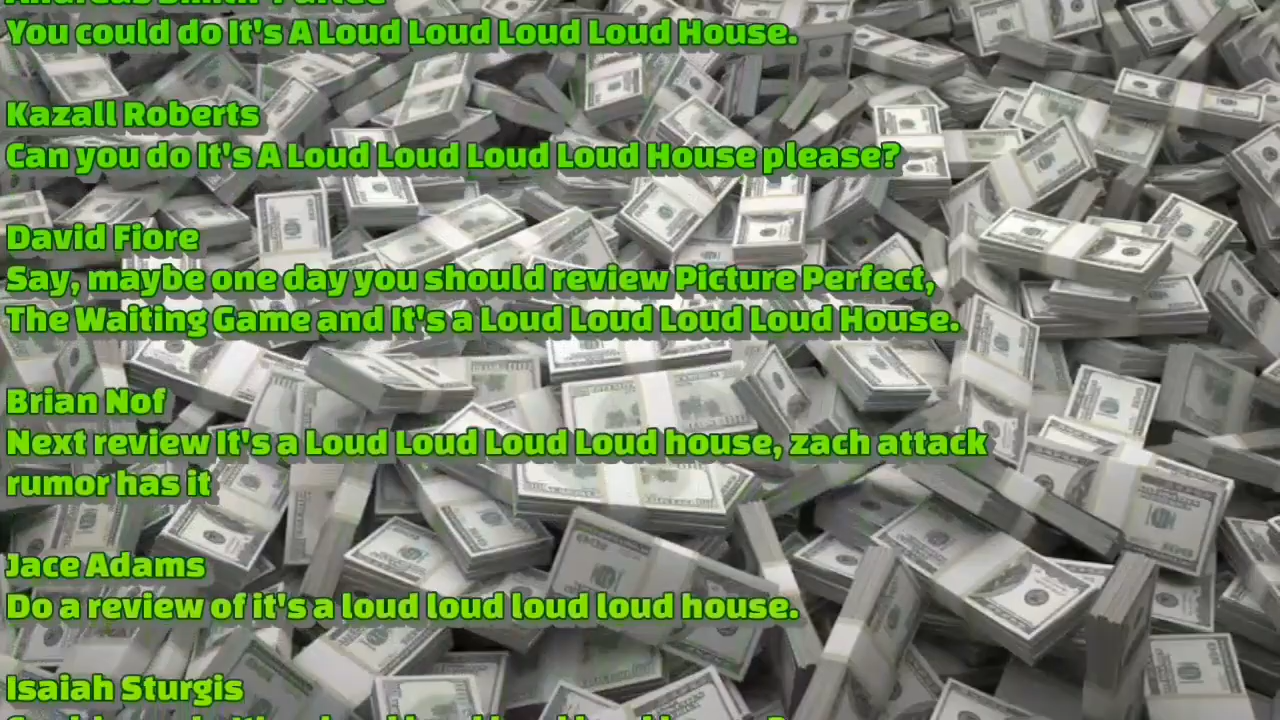 You could do It's A Loud Loud Loud Loud House.
Kazall Roberts
Can you do It's A Loud Loud Loud Loud House please?
David Fiore
Say, maybe one day you should review Picture Perfect,
The Waiting Game and It's a Loud Loud Loud Loud House.
Brian Nof
Next review It's a Loud Loud Loud Loud house, zach attack
rumor has it
Jace Adams
Do a review of it's a loud loud loud loud house.
Isaiah Sturgis